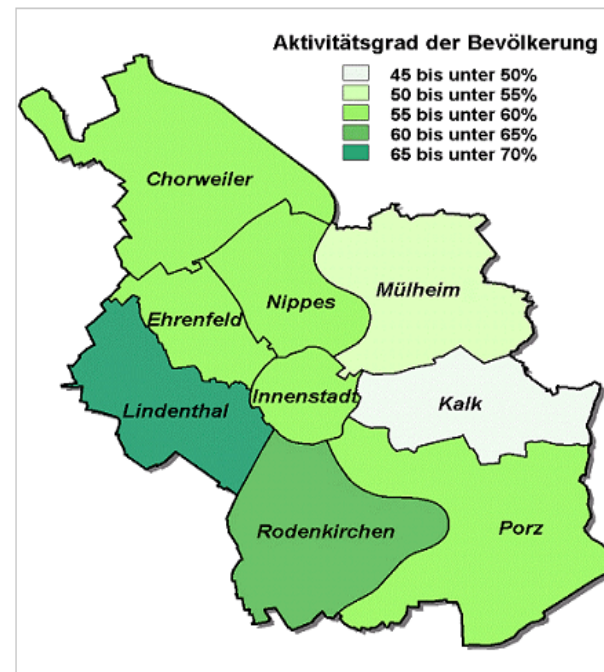 Aktivitätsgrad der Bevölkerung
45 bis unter 50%
50 bis unter 55%
55 bis unter 60%
60 bis unter 65%
65 bis unter 70%
Chorweiler
Nippes
Mülheim
Ehrenfeld
Innenstadt
Lindenthal
Kalk
Rodenkirchen
Porz